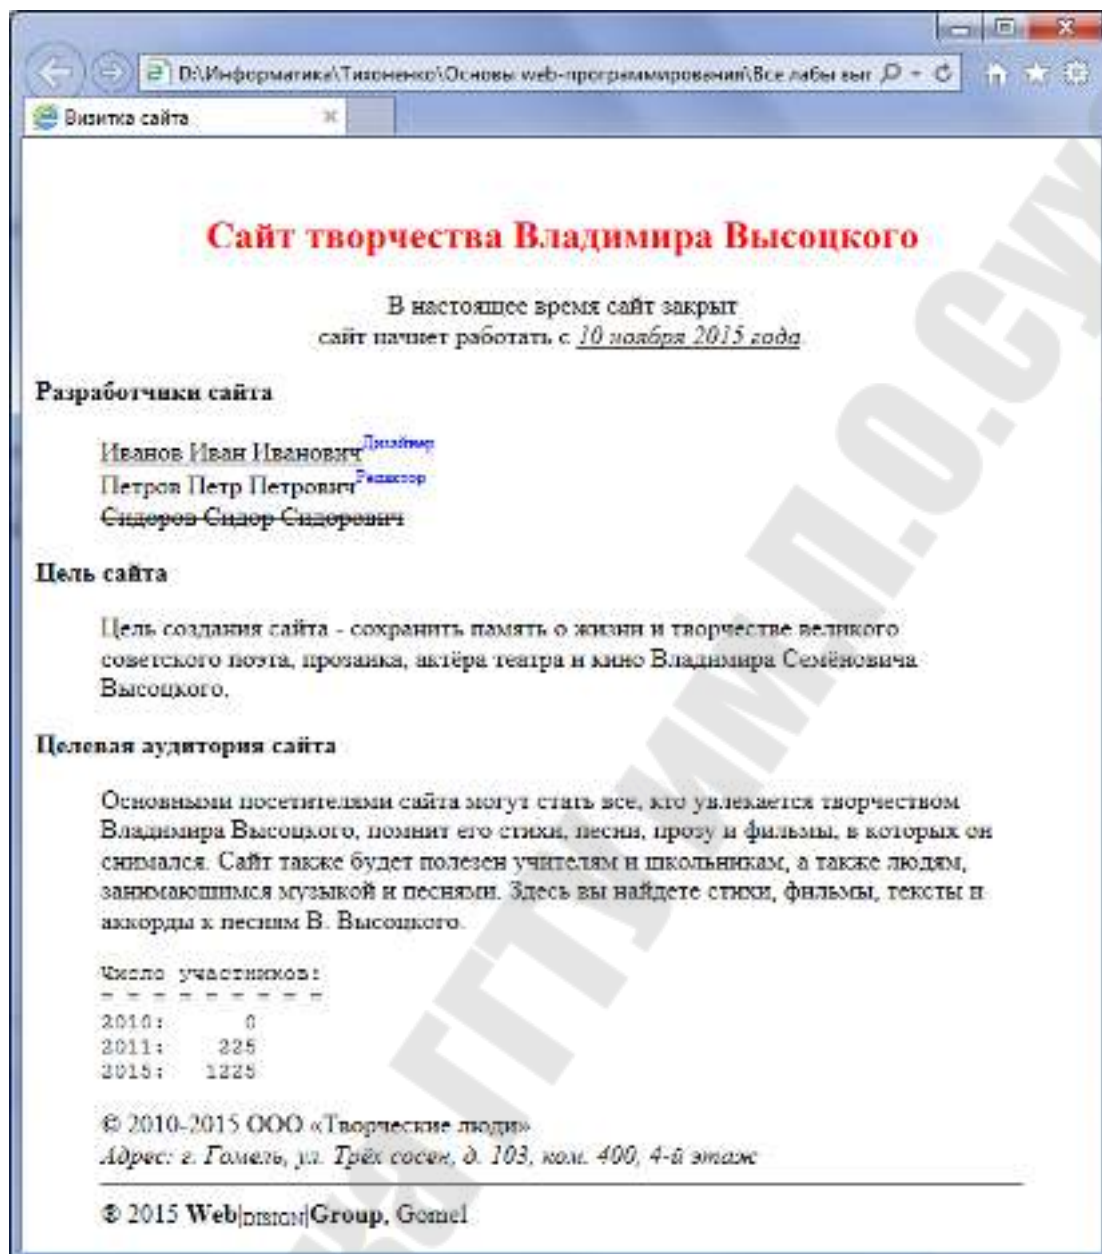 D:\Информатика\Тихоненко\Основы web-программирования\Все лабы вып
Визитка сайта
Сайт творчества Владимира Высоцкого
В настоящее время сайт закрыт
сайт начнет работать с 10 ноября 2015 года.
Разработчики сайта
Иванов Иван Иванович Дизайнер
Петров Петр Петрович Редактор
Сидоров Сидор Сидорович
Цель сайта
Цель создания сайта - сохранить память о жизни и творчестве великого
советского поэта, прозаика, актёра театра и кино Владимира Семёновича
Высоцкого.
Целевая аудитория сайта
Основными посетителями сайта могут стать все, кто увлекается творчеством
Владимира Высоцкого, помнит его стихи, песни, прозу и фильмы, в которых он
снимался. Сайт также будет полезен учителям и школьникам, а также людям,
занимающимся музыкой и песнями. Здесь вы найдете стихи, фильмы, тексты и
аккорды к песням В. Высоцкого.
Число участников:
- - - - - - - - -
2010: 0
2011: 225
2015: 1225
© 2010-2015 ООО «Творческие люди»
Адрес: г. Гомель, ул. Трёх сосен, д. 103, ком. 400, 4-й этаж
® 2015 Web|DISIGN|Group, Gomel
ГГТУ им. П.О.Сух